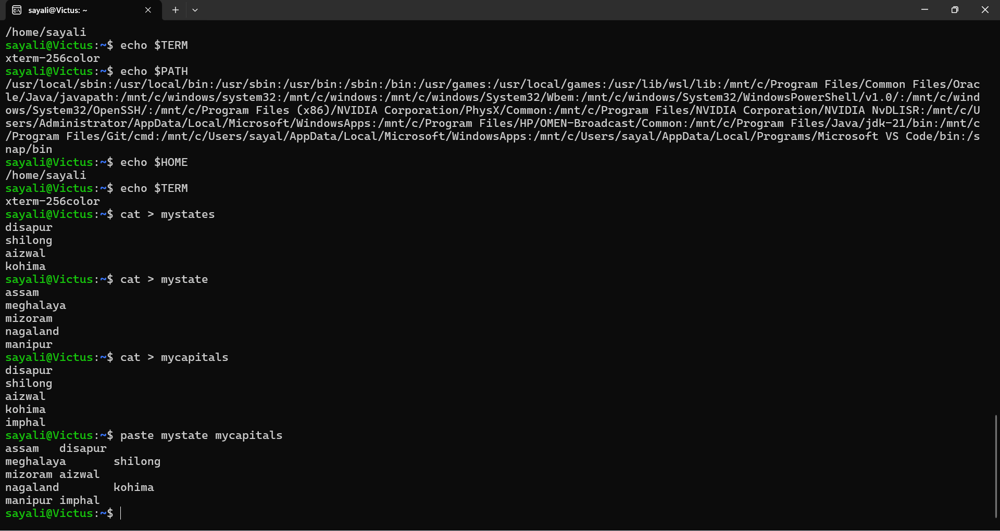 sayali@Victus: ~
/home/sayali
sayali@Victus:~$ echo $TERM
xterm-256color
sayali@Victus:~$ echo $PATH
/usr/local/sbin:/usr/local/bin:/usr/sbin:/usr/bin:/sbin:/bin:/usr/games:/usr/local/games:/usr/lib/wsl/lib:/mnt/c/Program Files/Common Files/Orac
le/Java/javapath:/mnt/c/windows/system32:/mnt/c/windows:/mnt/c/windows/System32/Wbem:/mnt/c/windows/System32/WindowsPowerShell/v1.0/:/mnt/c/wind
ows/System32/OpenSSH/:/mnt/c/Program Files (x86)/NVIDIA Corporation/PhysX/Common:/mnt/c/Program Files/NVIDIA Corporation/NVIDIA NvDLISR:/mnt/c/U
sers/Administrator/AppData/Local/Microsoft/WindowsApps:/mnt/c/Program Files/HP/OMEN-Broadcast/Common:/mnt/c/Program Files/Java/jdk-21/bin:/mnt/c
/Program Files/Git/cmd:/mnt/c/Users/sayal/AppData/Local/Microsoft/WindowsApps:/mnt/c/Users/sayal/AppData/Local/Programs/Microsoft VS Code/bin:/s
nap/bin
sayali@Victus:~$ echo $HOME
/home/sayali
sayali@Victus:~$ echo $TERM
xterm-256color
sayali@Victus:~$ cat > mystates
disapur
shilong
aizwal
kohima
sayali@Victus:~$ cat > mystate
assam
meghalaya
mizoram
nagaland
manipur
sayali@Victus:~$ cat > mycapitals
disapur
shilong
aizwal
kohima
imphal
sayali@Victus:~$ paste mystate mycapitals
assam   disapur
meghalaya       shilong
mizoram aizwal
nagaland        kohima
manipur imphal
sayali@Victus:~$